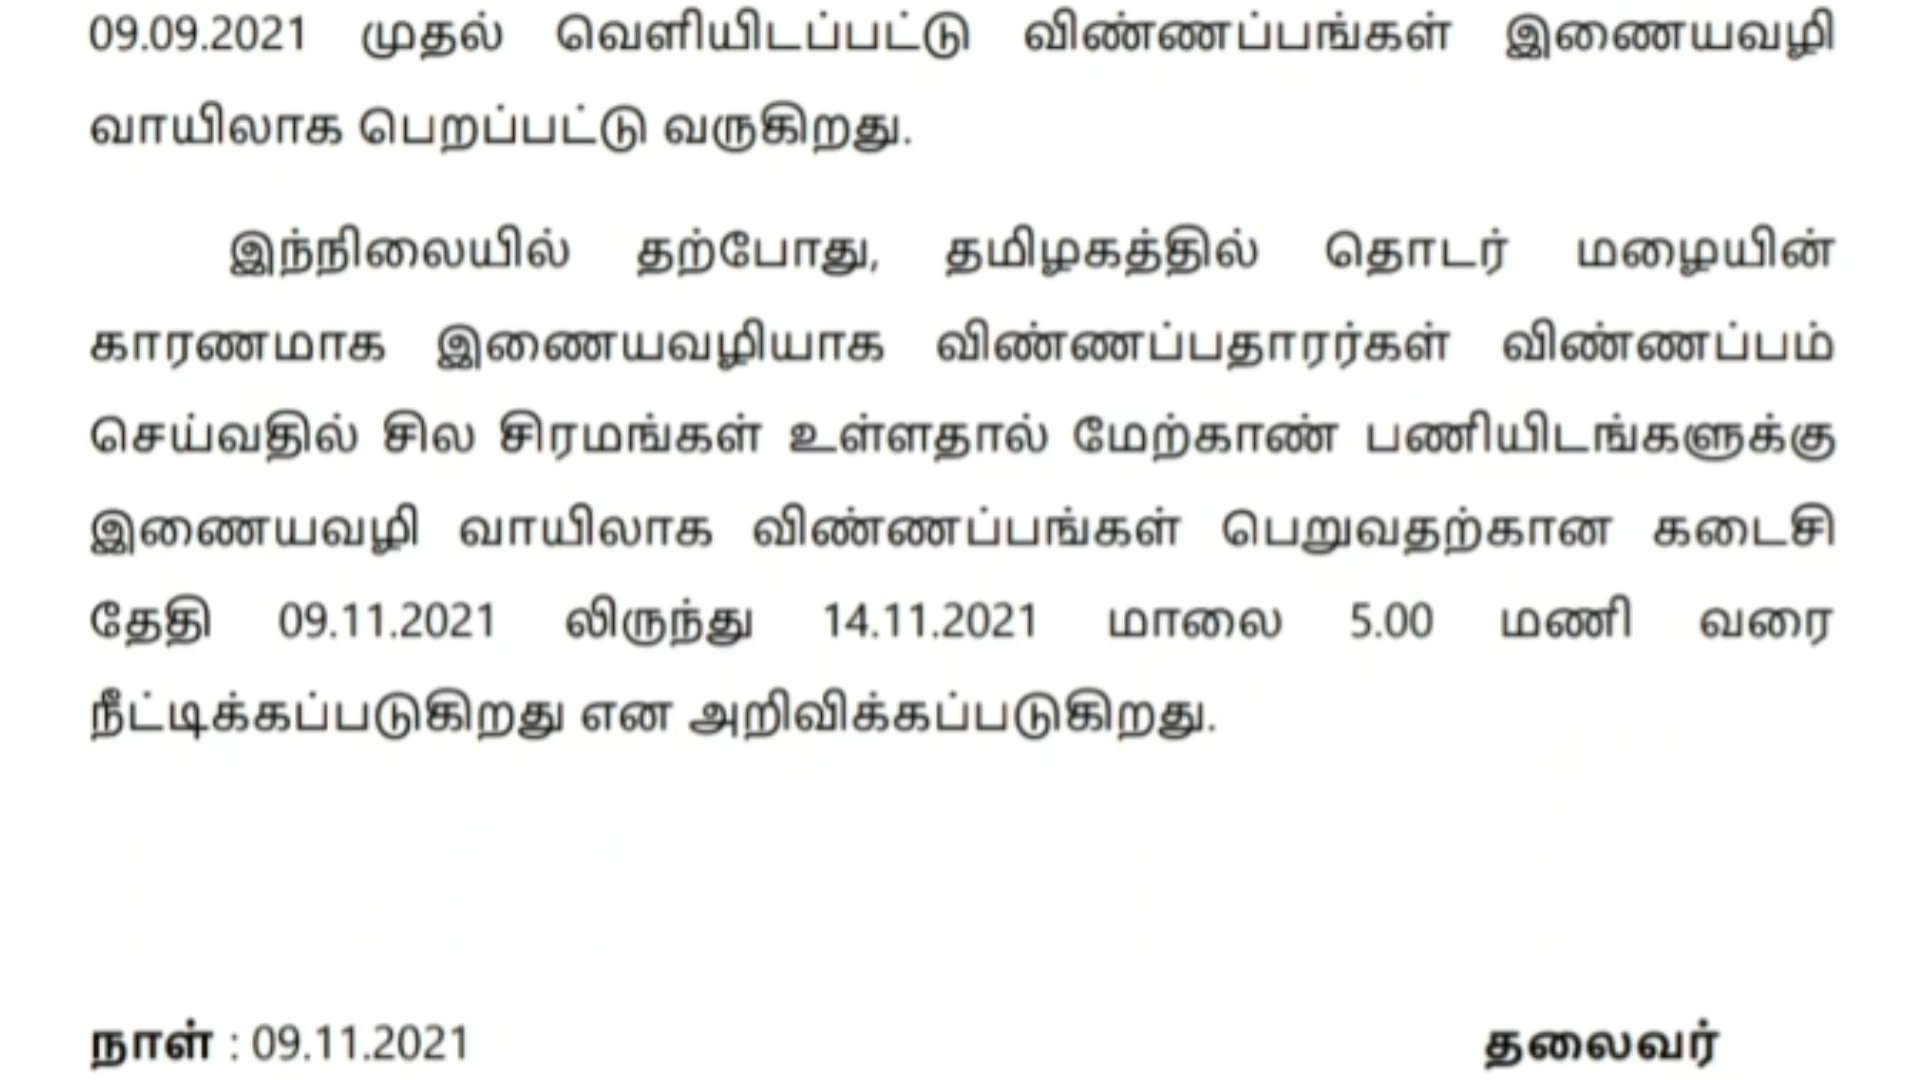 09.09.2021 முதல் வெளியிடப்பட்டு விண்ணப்பங்கள் இணையவழி
வாயிலாக பெறப்பட்டு வருகிறது.
இந்நிலையில் தற்போது, தமிழகத்தில் தொடர் மழையின்
காரணமாக இணையவழியாக விண்ணப்பதாரர்கள் விண்ணப்பம்
செய்வதில் சில சிரமங்கள் உள்ளதால் மேற்காண் பணியிடங்களுக்கு
இணையவழி வாயிலாக விண்ணப்பங்கள் பெறுவதற்கான கடைசி
தேதி 09.11.2021 லிருந்து 14.11.2021 மாலை 5.00 மணி வரை
நீட்டிக்கப்படுகிறது என அறிவிக்கப்படுகிறது.
நாள் : 09.11.2021 தலைவர்